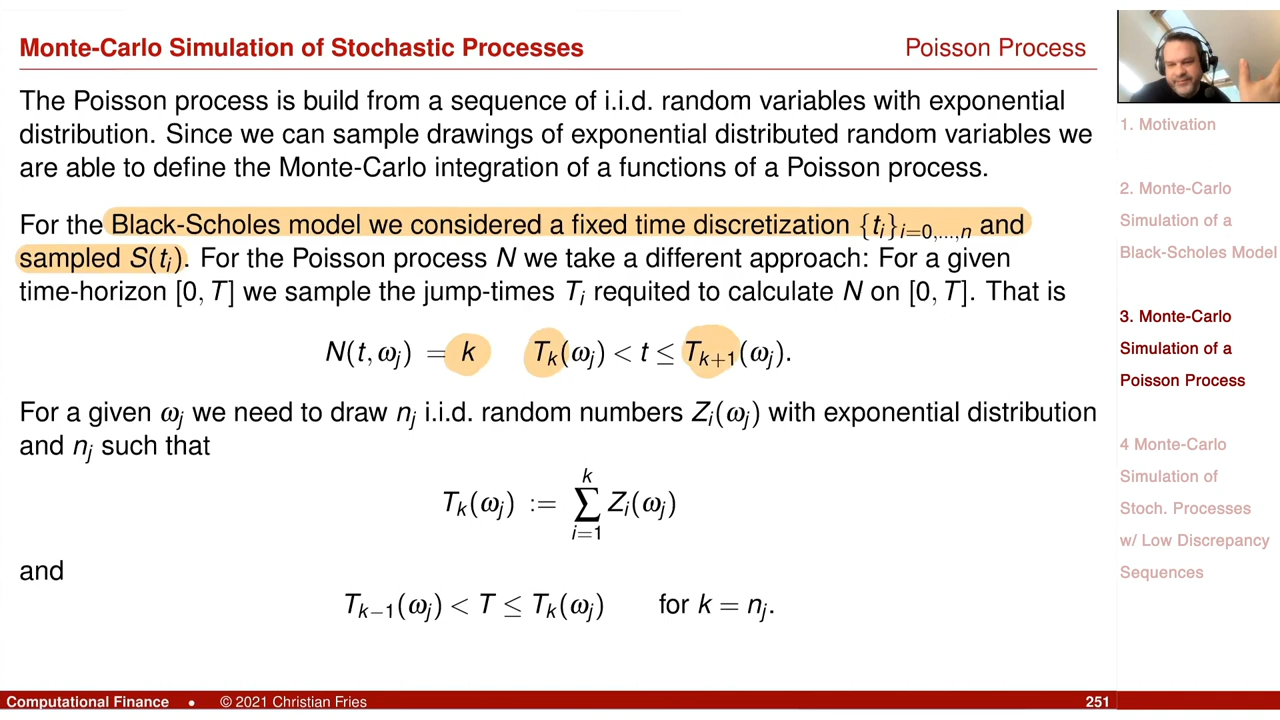 Monte-Carlo Simulation of Stochastic Processes
Poisson Process
The Poisson process is build from a sequence of i.i.d. random variables with exponential
distribution. Since we can sample drawings of exponential distributed random variables we
are able to define the Monte-Carlo integration of a functions of a Poisson process.
For the Black-Scholes model we considered a fixed time discretization {t_i}_{i=0,...,n} and
sampled S(t_i). For the Poisson process N we take a different approach: For a given
time-horizon [0, T] we sample the jump-times T_i requited to calculate N on [0, T]. That is
N(t, ω_j) = k T_k(ω_j) < t ≤ T_{k+1}(ω_j).
For a given ω_j we need to draw n_j i.i.d. random numbers Z_i(ω_j) with exponential distribution
and n_j such that
T_k(ω_j) := ∑_{i=1}^{k} Z_i(ω_j)
and
T_{k−1}(ω_j) < T ≤ T_k(ω_j) for k = n_j.
1. Motivation
2. Monte-Carlo
Simulation of a
Black-Scholes Model
3. Monte-Carlo
Simulation of a
Poisson Process
4 Monte-Carlo
Simulation of
Stoch. Processes
w/ Low Discrepancy
Sequences
Computational Finance • © 2021 Christian Fries 251